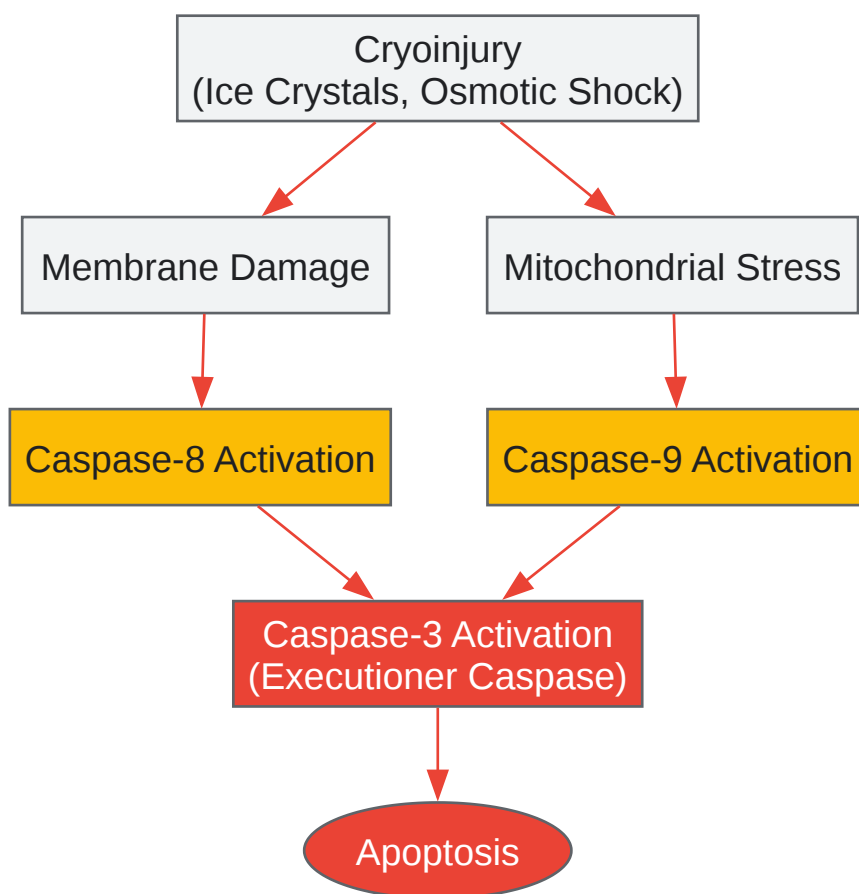 Cryoinjury
(Ice Crystals, Osmotic Shock)
Membrane Damage
Mitochondrial Stress
Caspase-8 Activation
Caspase-9 Activation
Caspase-3 Activation
(Executioner Caspase)
Apoptosis